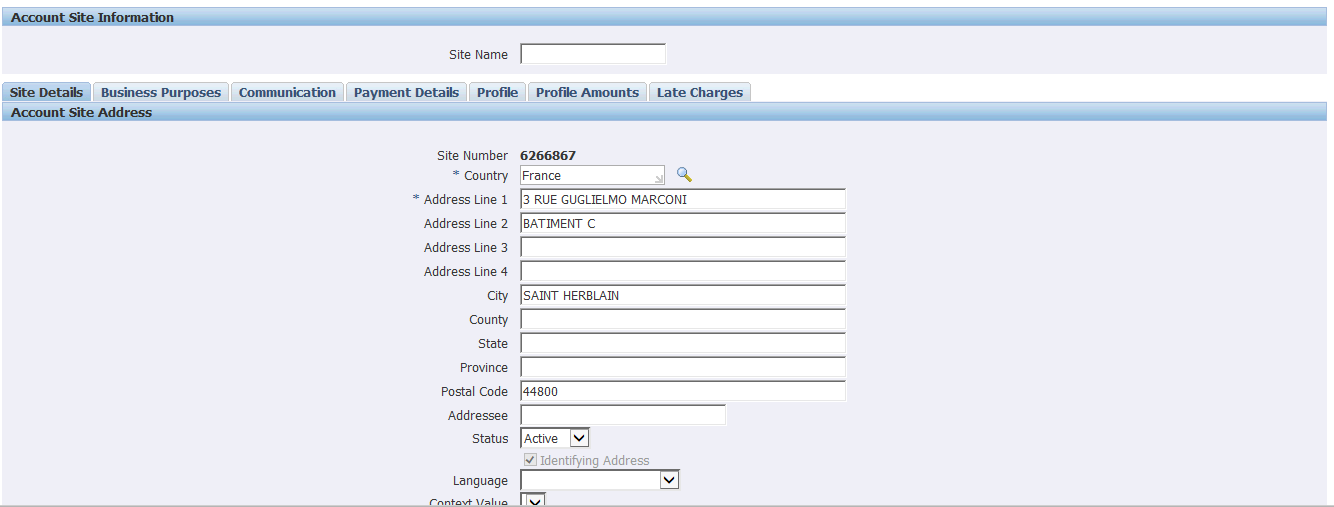 Account Site Information
Site Name
Site Details Business Purposes Communication Payment Details Profile Profile Amounts Late Charges
Account Site Address
Site Number 6266867
* Country France
* Address Line 1 3 RUE GUGLIELMO MARCONI
Address Line 2 BATIMENT C
Address Line 3
Address Line 4
City SAINT HERBLAIN
County
State
Province
Postal Code 44800
Addressee
Status Active
Identifying Address
Language
Context Value